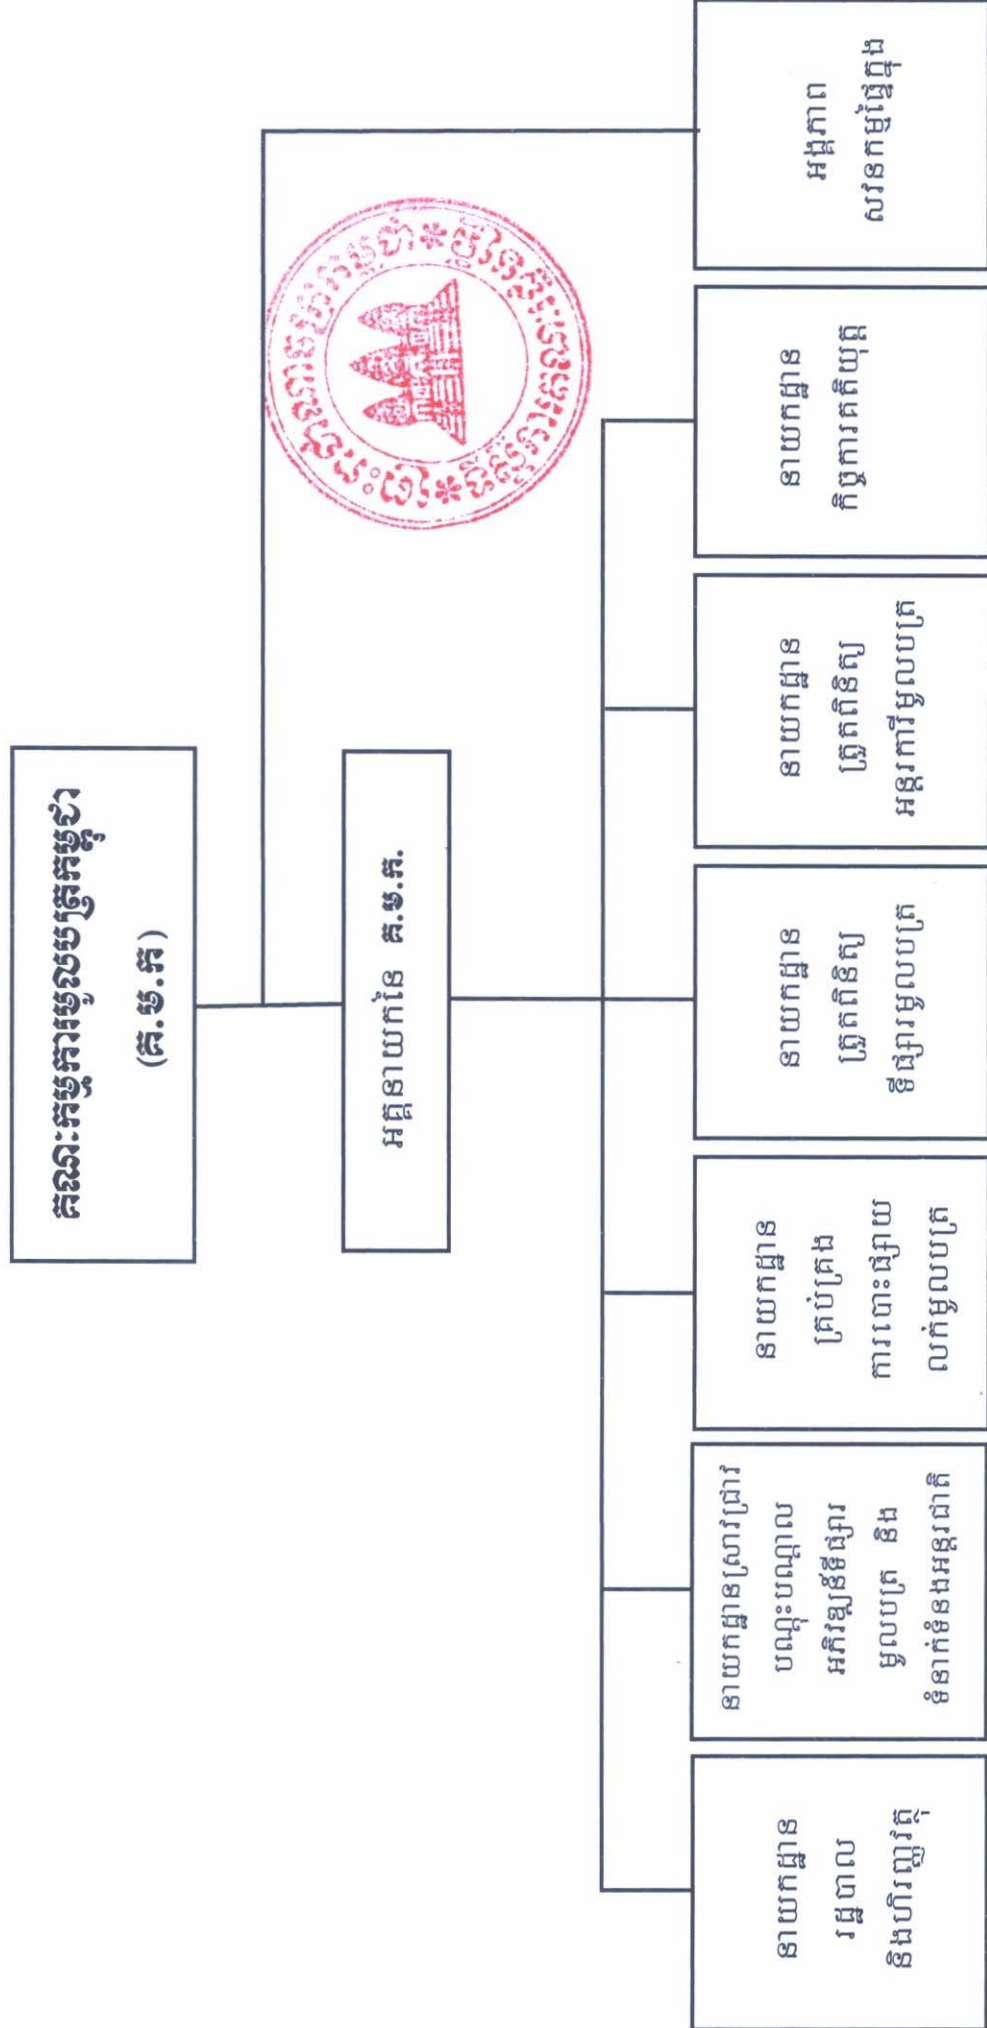 គណៈកម្មការមូលបត្រកម្ពុជា
(គ.ម.ក)
អគ្គនាយកនៃ គ.ម.ក.
នាយកដ្ឋាន
រដ្ឋបាល
និងហិរញ្ញវត្ថុ
នាយកដ្ឋានស្រាវជ្រាវ
បណ្តុះបណ្តាល
អភិវឌ្ឍន៍ទីផ្សារ
មូលបត្រ និង
ទំនាក់ទំនងអន្តរជាតិ
នាយកដ្ឋាន
គ្រប់គ្រង
ការបោះផ្សាយ
លក់មូលបត្រ
នាយកដ្ឋាន
ត្រួតពិនិត្យ
ទីផ្សារមូលបត្រ
នាយកដ្ឋាន
ត្រួតពិនិត្យ
អន្តរការីមូលបត្រ
នាយកដ្ឋាន
កិច្ចការគតិយុត្ត
អង្គភាព
សវនកម្មផ្ទៃក្នុង